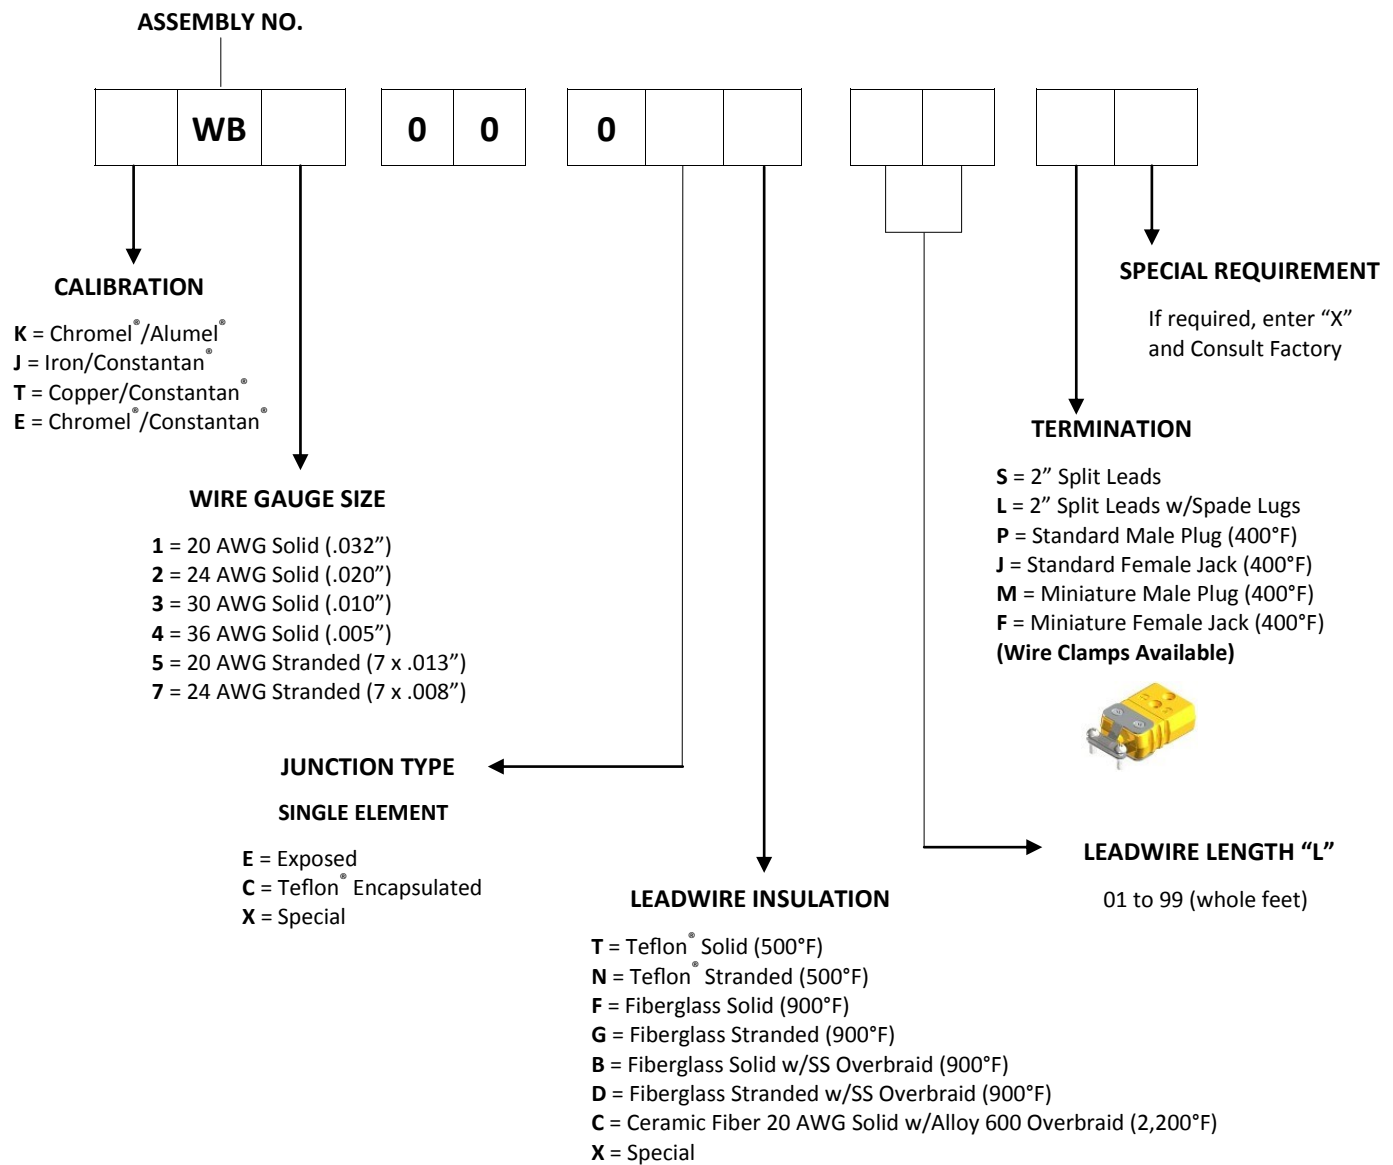 ASSEMBLY NO.
WB 0 0 0
CALIBRATION
K = Chromel®/Alumel®
J = Iron/Constantan®
T = Copper/Constantan®
E = Chromel®/Constantan®
WIRE GAUGE SIZE
1 = 20 AWG Solid (.032”)
2 = 24 AWG Solid (.020”)
3 = 30 AWG Solid (.010”)
4 = 36 AWG Solid (.005”)
5 = 20 AWG Stranded (7 x .013”)
7 = 24 AWG Stranded (7 x .008”)
JUNCTION TYPE
SINGLE ELEMENT
E = Exposed
C = Teflon® Encapsulated
X = Special
LEADWIRE INSULATION
T = Teflon® Solid (500°F)
N = Teflon® Stranded (500°F)
F = Fiberglass Solid (900°F)
G = Fiberglass Stranded (900°F)
B = Fiberglass Solid w/SS Overbraid (900°F)
D = Fiberglass Stranded w/SS Overbraid (900°F)
C = Ceramic Fiber 20 AWG Solid w/Alloy 600 Overbraid (2,200°F)
X = Special
LEADWIRE LENGTH “L”
01 to 99 (whole feet)
TERMINATION
S = 2” Split Leads
L = 2” Split Leads w/Spade Lugs
P = Standard Male Plug (400°F)
J = Standard Female Jack (400°F)
M = Miniature Male Plug (400°F)
F = Miniature Female Jack (400°F)
(Wire Clamps Available)
SPECIAL REQUIREMENT
If required, enter “X”
and Consult Factory